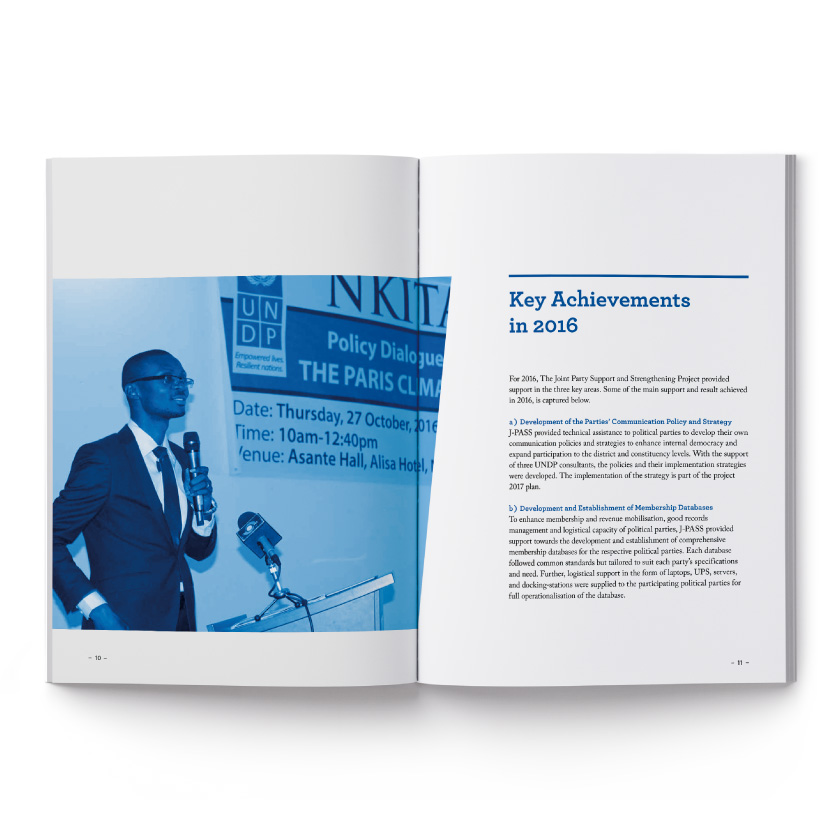 NKITA
UN
DP
Empowered lives.
Resilient nations.
Policy Dialogue
THE PARIS CLIMA
Date: Thursday, 27 October, 2016
Time: 10am-12:40pm
Venue: Asante Hall, Alisa Hotel, N
– 10 –
Key Achievements
in 2016
For 2016, The Joint Party Support and Strengthening Project provided
support in the three key areas. Some of the main support and result achieved
in 2016, is captured below.
a) Development of the Parties' Communication Policy and Strategy
J-PASS provided technical assistance to political parties to develop their own
communication policies and strategies to enhance internal democracy and
expand participation to the district and constituency levels. With the support
of three UNDP consultants, the policies and their implementation strategies
were developed. The implementation of the strategy is part of the project
2017 plan.
b) Development and Establishment of Membership Databases
To enhance membership and revenue mobilisation, good records
management and logistical capacity of political parties, J-PASS provided
support towards the development and establishment of comprehensive
membership databases for the respective political parties. Each database
followed common standards but tailored to suit each party's specifications
and need. Further, logistical support in the form of laptops, UPS, servers,
and docking-stations were supplied to the participating political parties for
full operationalisation of the database.
– 11 –